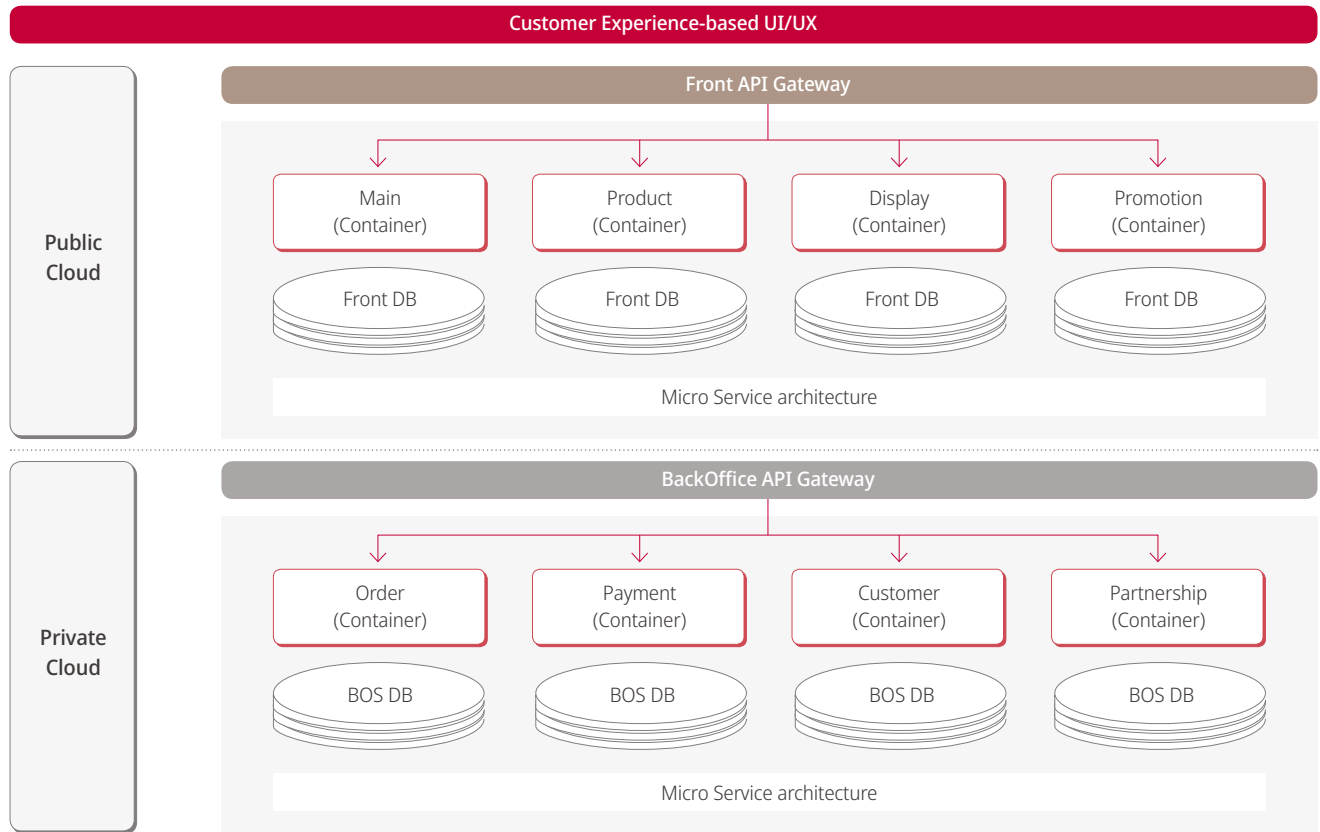 Customer Experience-based UI/UX
Public
Cloud
Front API Gateway
Main
(Container)
Product
(Container)
Display
(Container)
Promotion
(Container)
Front DB
Front DB
Front DB
Front DB
Micro Service architecture
Private
Cloud
BackOffice API Gateway
Order
(Container)
Payment
(Container)
Customer
(Container)
Partnership
(Container)
BOS DB
BOS DB
BOS DB
BOS DB
Micro Service architecture